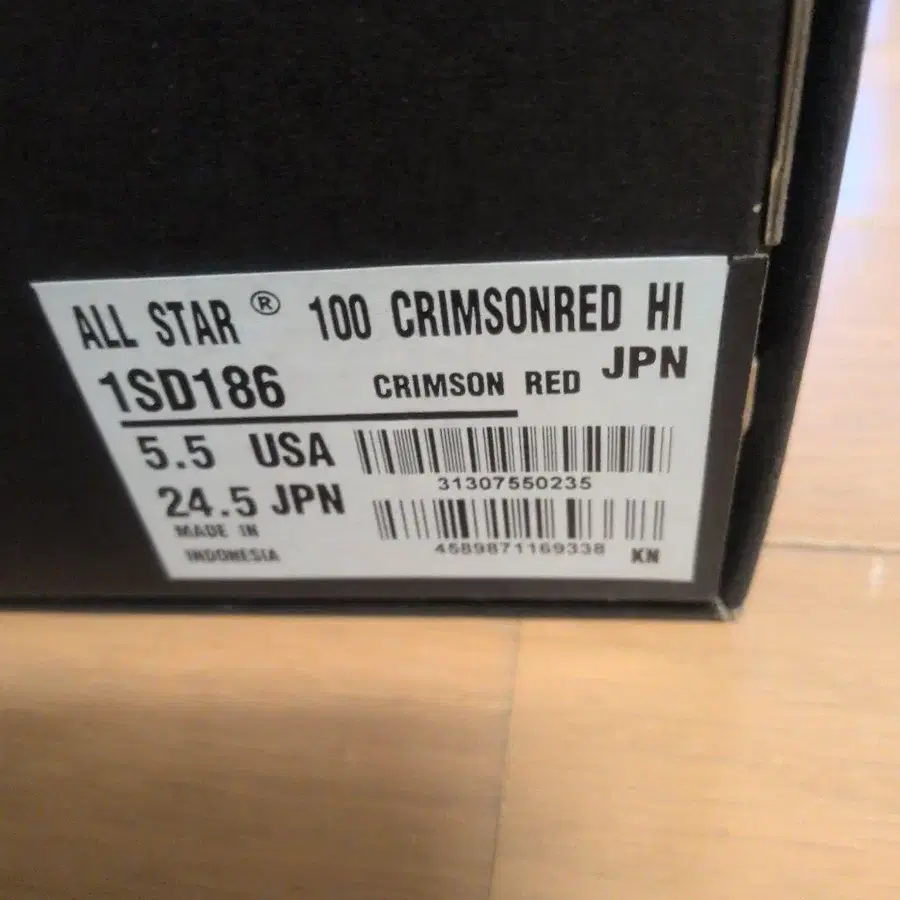 ALL STAR ® 100 CRIMSONRED HI
1SD186 CRIMSON RED JPN
5.5 USA
31307550235
24.5 JPN
MADE IN
INDONESIA
4589871169338 KN